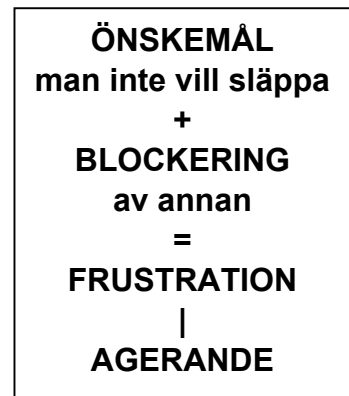 ÖNSKEMÅL
man inte vill släppa
+
BLOCKERING
av annan
=
FRUSTRATION
|
AGERANDE